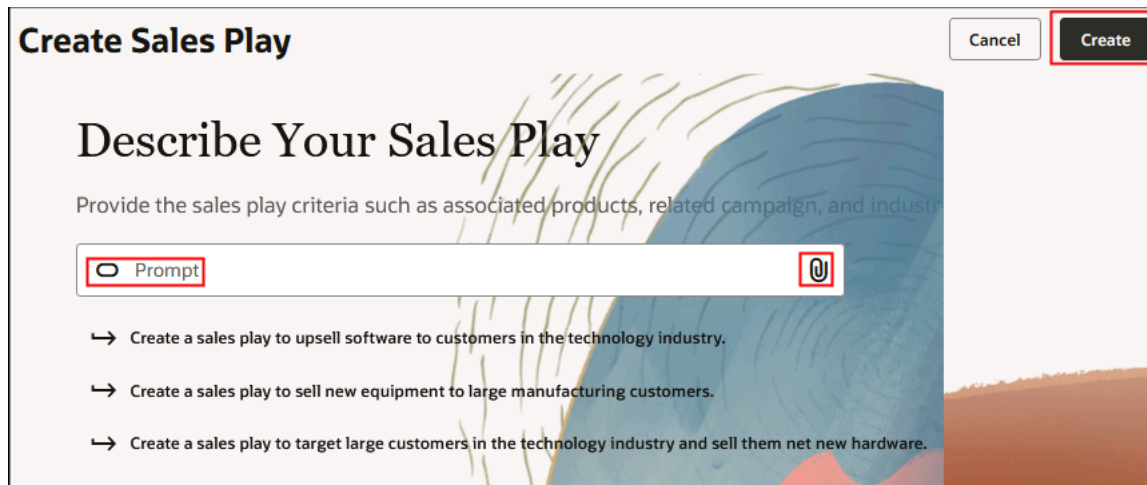 Create Sales Play
Cancel
Create
Describe Your Sales Play
Provide the sales play criteria such as associated products, related campaign, and industr
Prompt
Create a sales play to upsell software to customers in the technology industry.
Create a sales play to sell new equipment to large manufacturing customers.
Create a sales play to target large customers in the technology industry and sell them net new hardware.